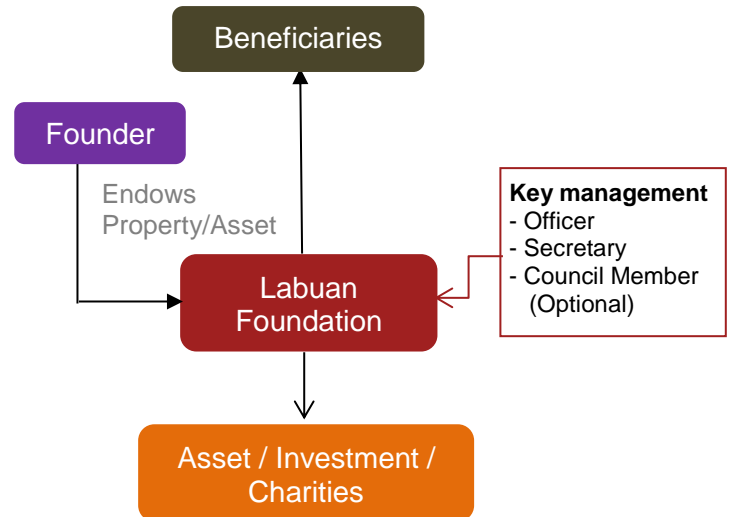 Beneficiaries
Founder
Endows
Property/Asset
Key management
- Officer
- Secretary
- Council Member
(Optional)
Labuan
Foundation
Asset / Investment /
Charities